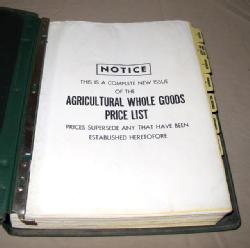 NOTICE
THIS IS A COMPLETE NEW ISSUE
OF THE
AGRICULTURAL WHOLE GOODS
PRICE LIST
PRICES SUPERSEDE ANY THAT HAVE BEEN
ESTABLISHED HERETOFORE